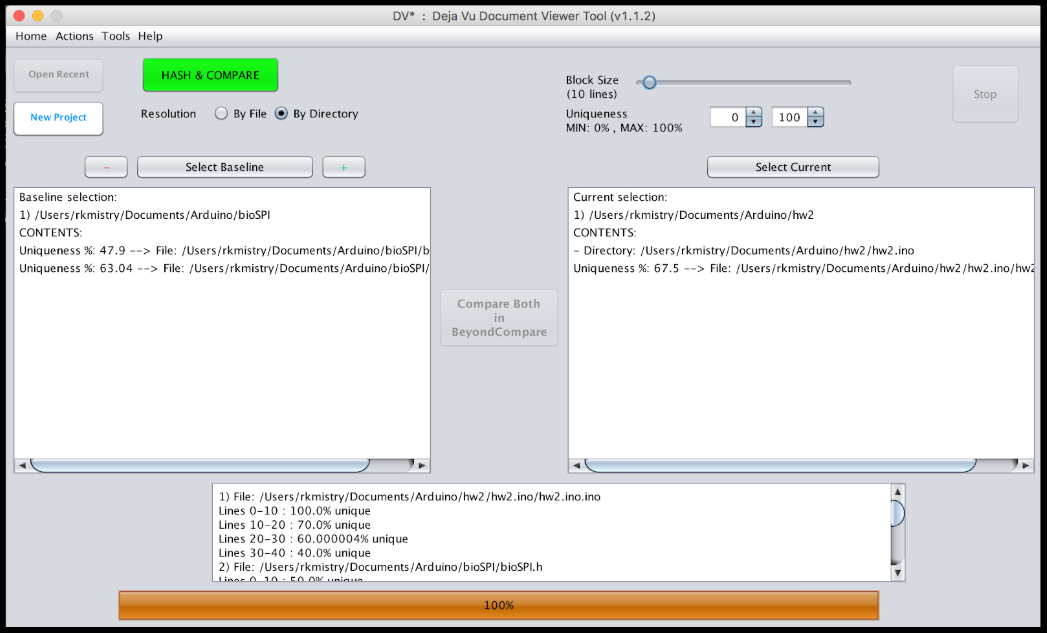 DV* : Deja Vu Document Viewer Tool (v1.1.2)
Home Actions Tools Help
Open Recent
HASH & COMPARE
New Project
Resolution By File By Directory
Block Size
(10 lines)
Uniqueness
MIN: 0% , MAX: 100%
0 100
Stop
- Select Baseline +
Select Current
Baseline selection:
1) /Users/rkmistry/Documents/Arduino/bioSPI
CONTENTS:
Uniqueness %: 47.9 --> File: /Users/rkmistry/Documents/Arduino/bioSPI/b
Uniqueness %: 63.04 --> File: /Users/rkmistry/Documents/Arduino/bioSPI/
Compare Both
in
BeyondCompare
Current selection:
1) /Users/rkmistry/Documents/Arduino/hw2
CONTENTS:
- Directory: /Users/rkmistry/Documents/Arduino/hw2/hw2.ino
Uniqueness %: 67.5 --> File: /Users/rkmistry/Documents/Arduino/hw2/hw2.ino/hw2
1) File: /Users/rkmistry/Documents/Arduino/hw2/hw2.ino/hw2.ino.ino
Lines 0-10 : 100.0% unique
Lines 10-20 : 70.0% unique
Lines 20-30 : 60.000004% unique
Lines 30-40 : 40.0% unique
2) File: /Users/rkmistry/Documents/Arduino/bioSPI/bioSPI.h
Lines 0-10 : 50.0% unique
100%